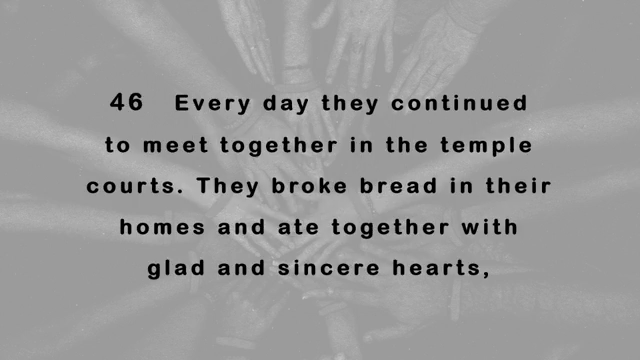 46 Every day they continued
to meet together in the temple
courts. They broke bread in their
homes and ate together with
glad and sincere hearts,